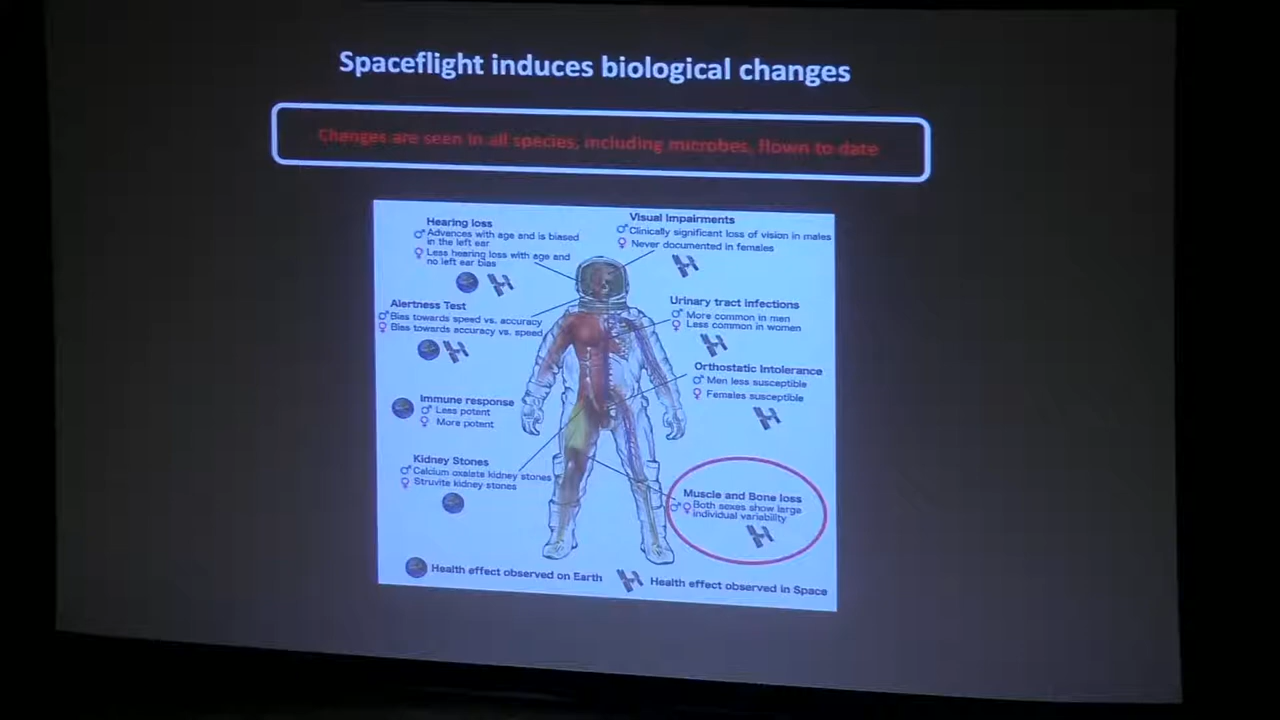 Spaceflight induces biological changes
Changes are seen in all species, including microbes, flown to date
Hearing loss
♂ Advances with age and is biased
in the left ear
♀ Less hearing loss with age and
no left ear bias
Visual Impairments
♂ Clinically significant loss of vision in males
♀ Never documented in females
Alertness Test
♂ Bias towards speed vs. accuracy
♀ Bias towards accuracy vs. speed
Urinary tract infections
♂ More common in men
♀ Less common in women
Orthostatic Intolerance
♂ Men less susceptible
♀ Females susceptible
Immune response
♂ Less potent
♀ More potent
Kidney Stones
♂ Calcium oxalate kidney stones
♀ Struvite kidney stones
Muscle and Bone loss
♂ ♀ Both sexes show large
individual variability
Health effect observed on Earth
Health effect observed in Space